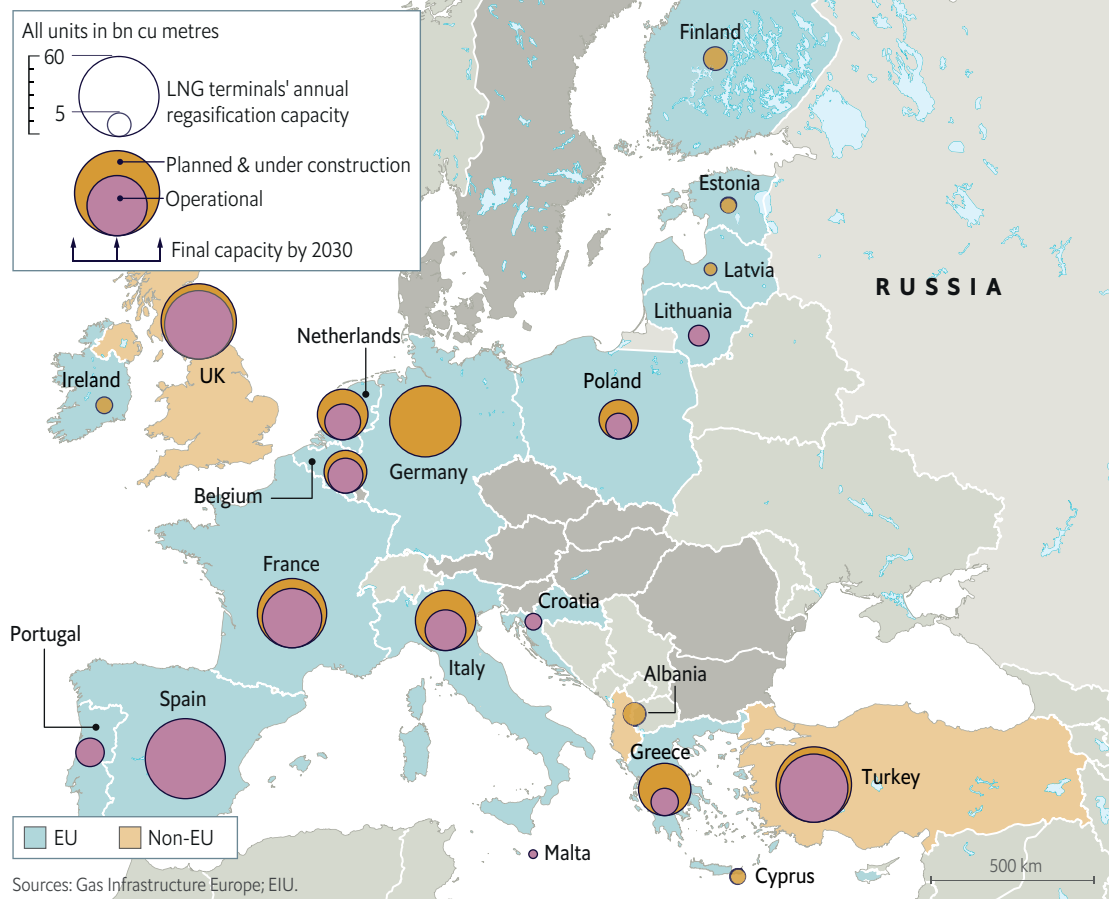 All units in bn cu metres
60
5
LNG terminals' annual
regasification capacity
Planned & under construction
Operational
Final capacity by 2030
Finland
Estonia
Latvia
RUSSIA
Lithuania
Netherlands
Ireland
UK
Poland
Germany
Belgium
France
Croatia
Portugal
Italy
Albania
Spain
Greece
Turkey
EU
Non-EU
Malta
500 km
Cyprus
Sources: Gas Infrastructure Europe; EIU.